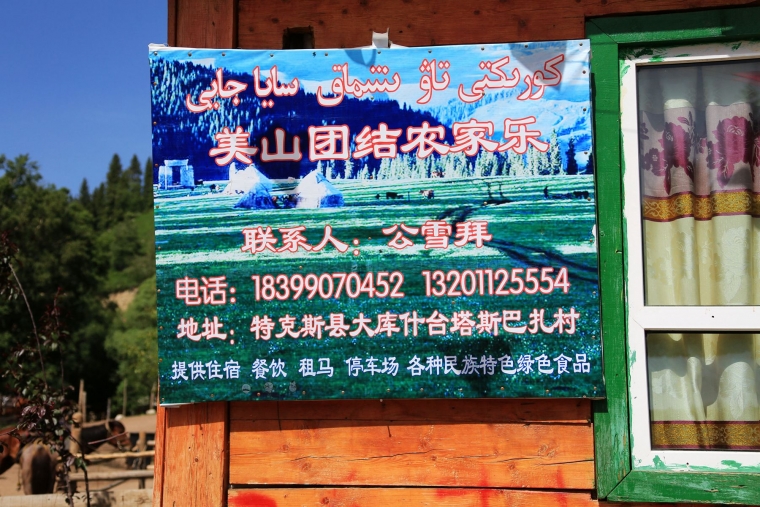 كورىكتى تاۋ ىنتىماق سايا جايى
美山团结农家乐
联系人：公雪拜
电话：18399070452 13201125554
地址：特克斯县大库什台塔斯巴扎村
提供住宿 餐饮 租马 停车场 各种民族特色绿色食品